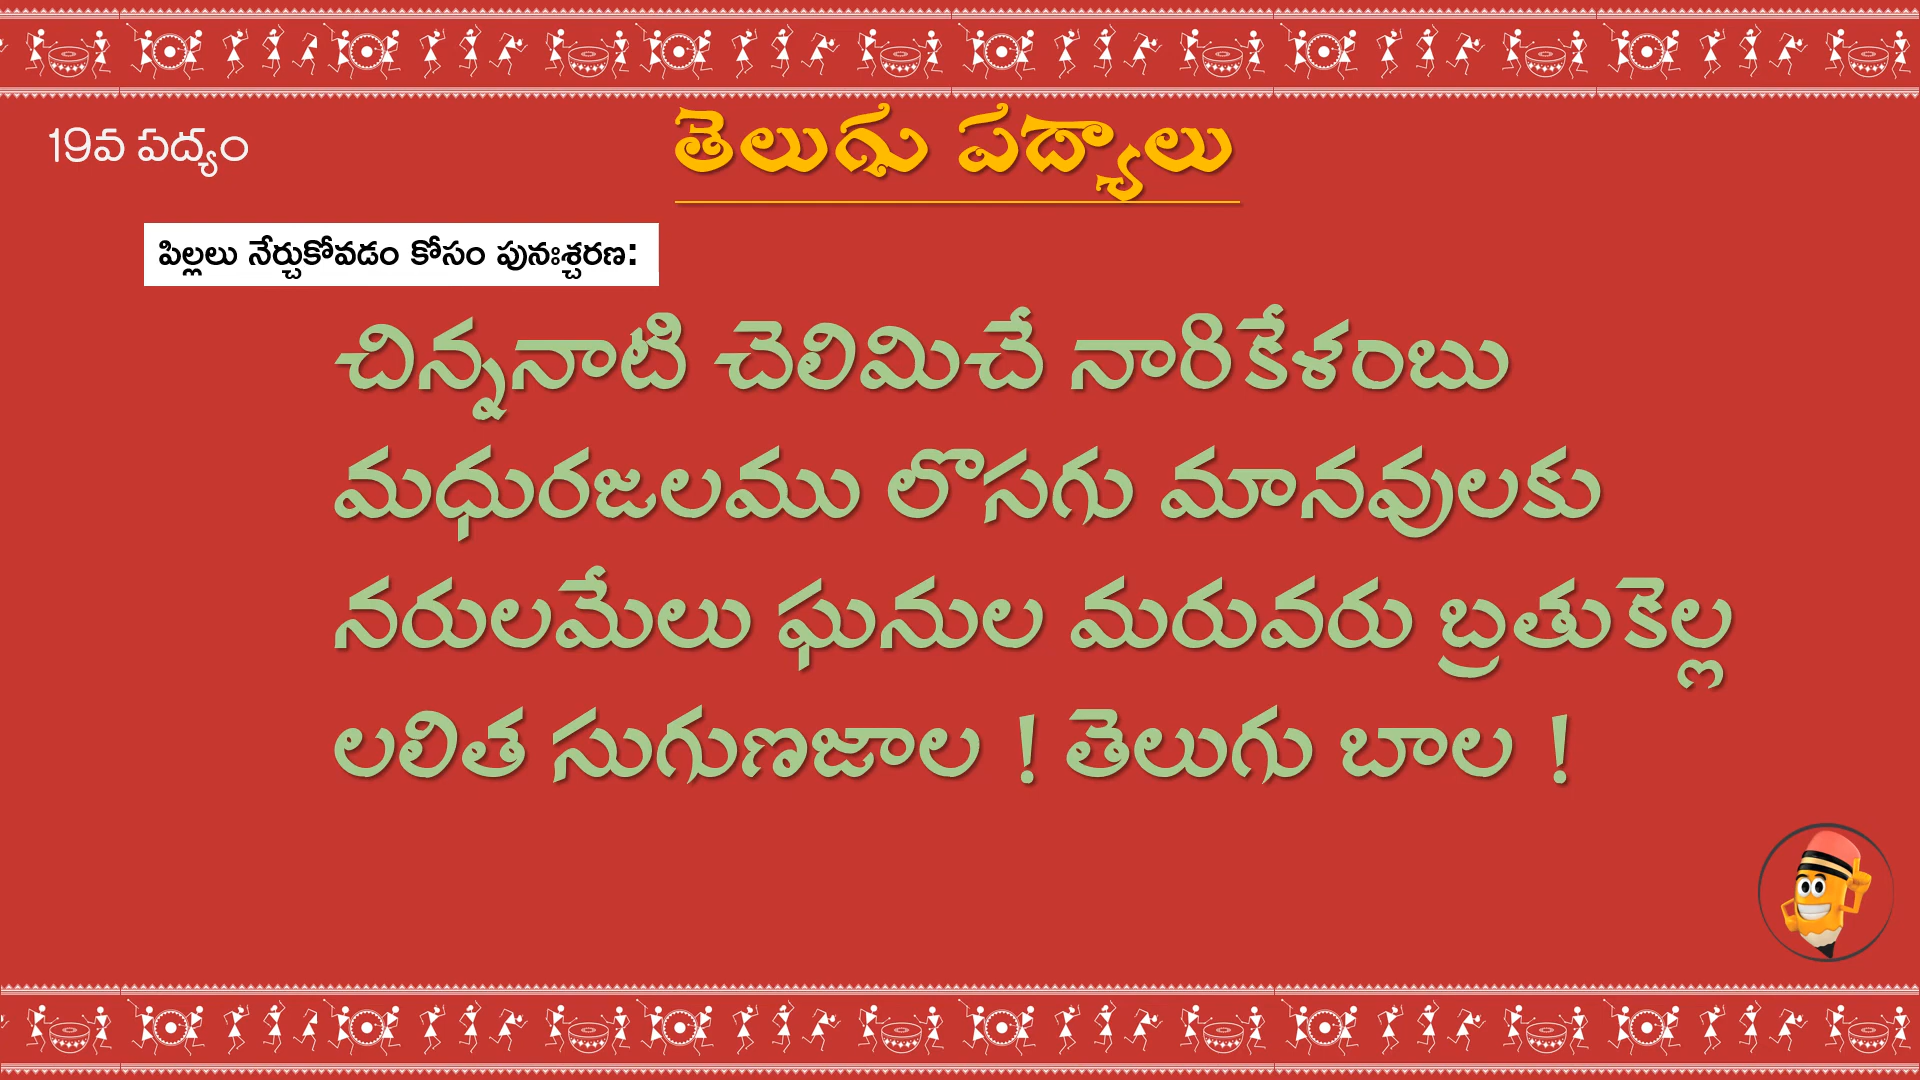 తెలుగు పద్యాలు
19వ పద్యం
పిల్లలు నేర్చుకోవడం కోసం పునఃశ్చరణ:
చిన్ననాటి చెలిమిచే నారికేళంబు
మధురజలము లొసగు మానవులకు
నరులమేలు ఘనుల మరువరు బ్రతుకెల్ల
లలిత సుగుణజాల ! తెలుగు బాల !